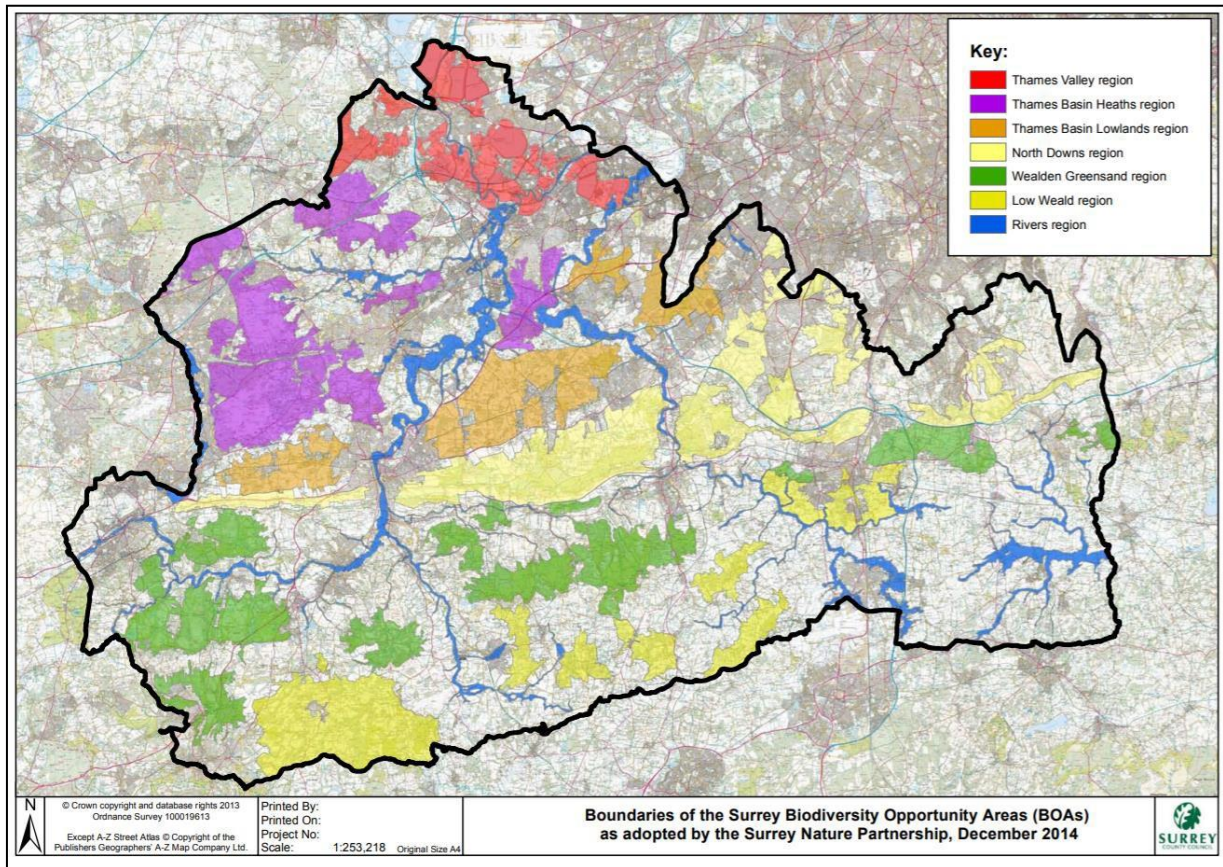 Key:
Thames Valley region
Thames Basin Heaths region
Thames Basin Lowlands region
North Downs region
Wealden Greensand region
Low Weald region
Rivers region
N
© Crown copyright and database rights 2013
Ordnance Survey 100019613
Except A-Z Street Atlas © Copyright of the
Publishers Geographers' A-Z Map Company Ltd.
Printed By:
Printed On:
Project No:
Scale: 1:253,218 Original Size A4
Boundaries of the Surrey Biodiversity Opportunity Areas (BOAs)
as adopted by the Surrey Nature Partnership, December 2014
SURREY
COUNTY COUNCIL